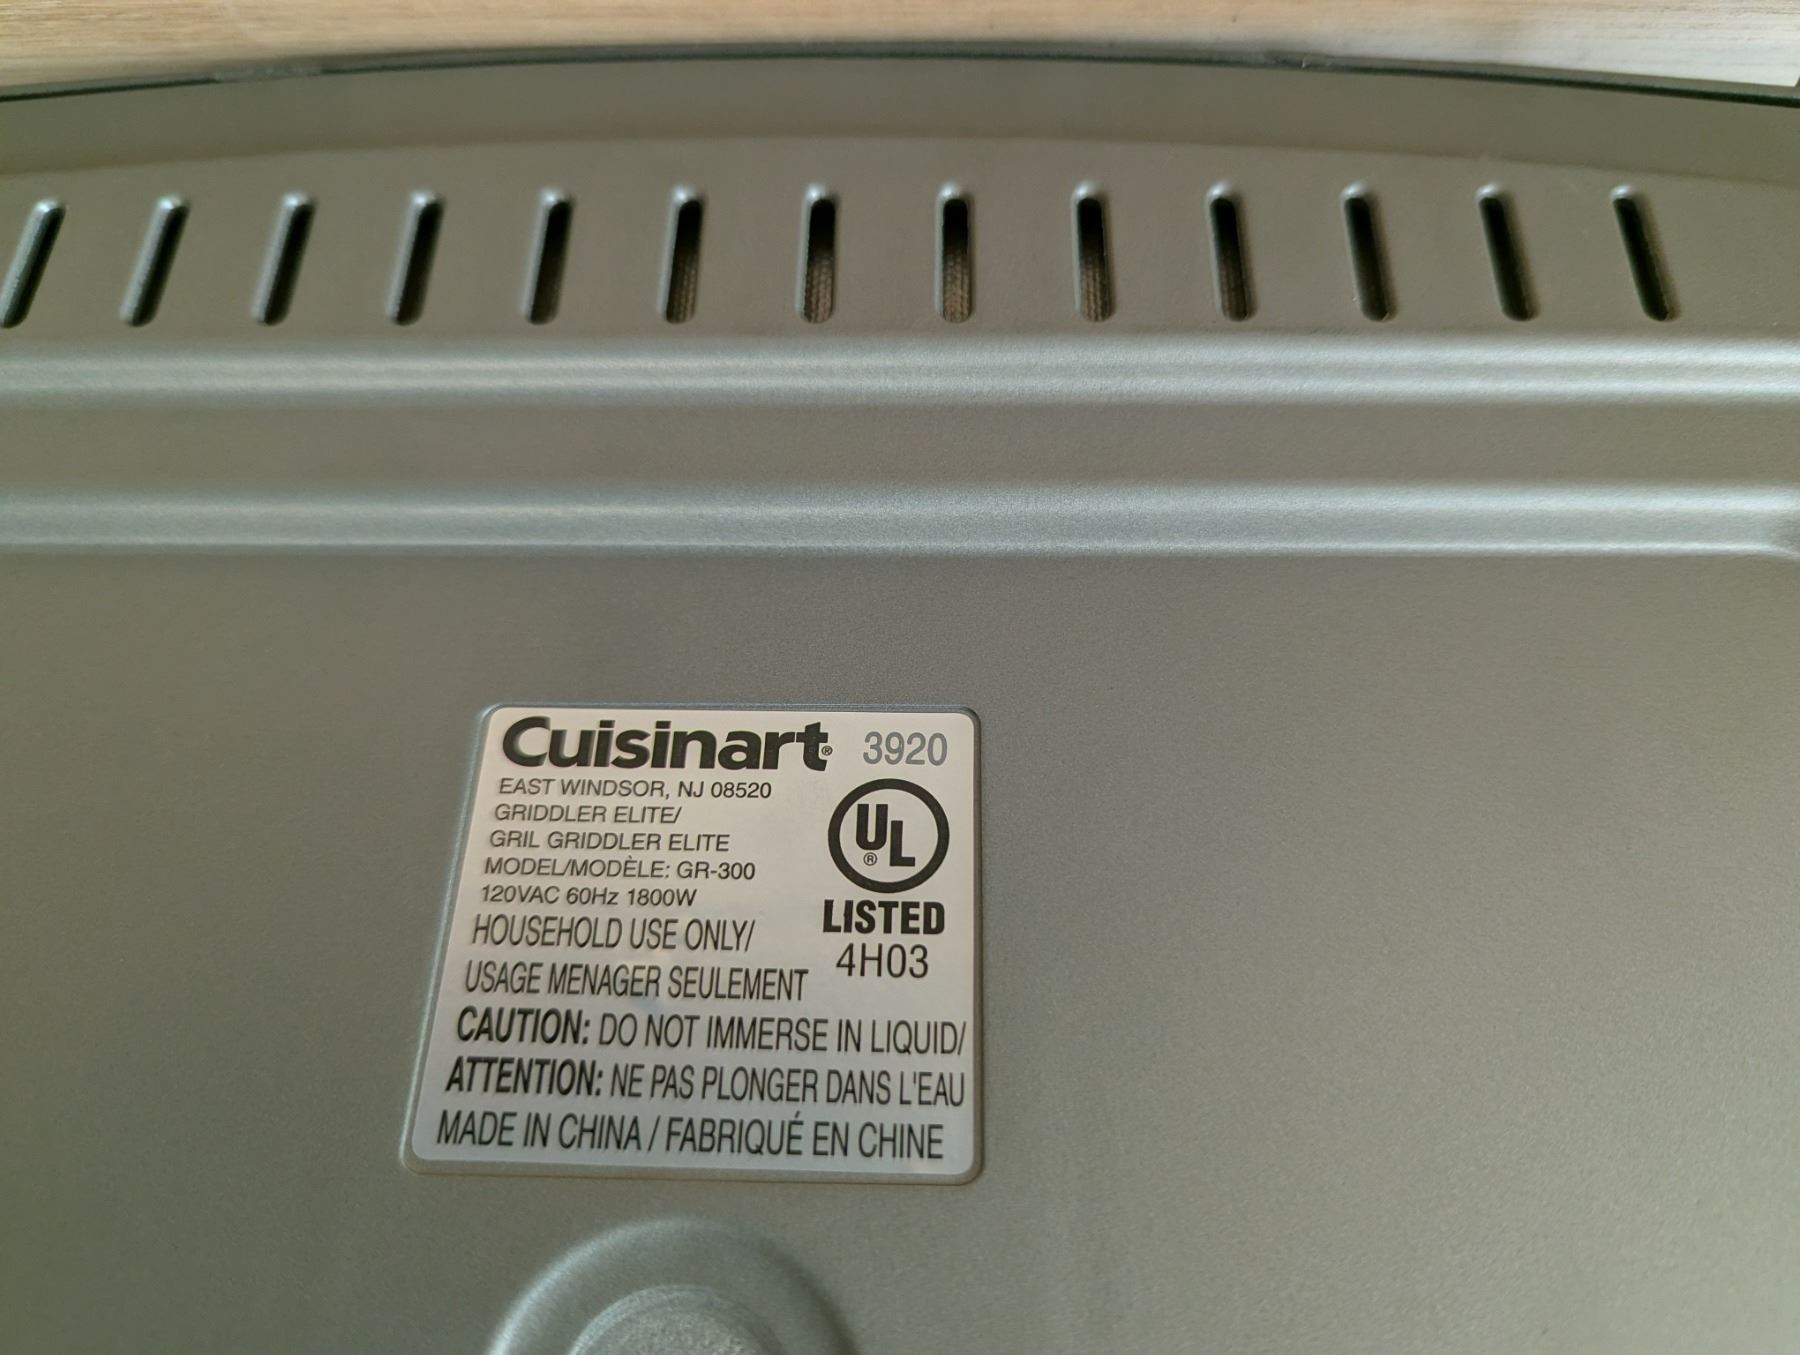 Cuisinart® 3920
EAST WINDSOR, NJ 08520
GRIDDLER ELITE/
GRIL GRIDDLER ELITE
MODEL/MODÈLE: GR-300
120VAC 60Hz 1800W
UL®
LISTED
4H03
HOUSEHOLD USE ONLY/
USAGE MENAGER SEULEMENT
CAUTION: DO NOT IMMERSE IN LIQUID/
ATTENTION: NE PAS PLONGER DANS L'EAU
MADE IN CHINA / FABRIQUÉ EN CHINE